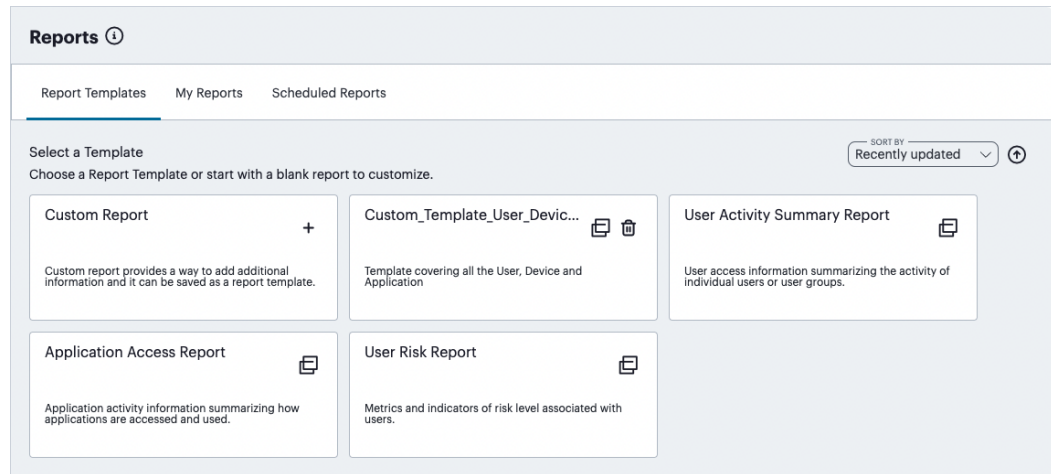 Reports
Report Templates My Reports Scheduled Reports
Select a Template
SORT BY
Recently updated
Choose a Report Template or start with a blank report to customize.
Custom Report
Custom report provides a way to add additional
information and it can be saved as a report template.
Custom_Template_User_Devic...
Template covering all the User, Device and
Application
User Activity Summary Report
User access information summarizing the activity of
individual users or user groups.
Application Access Report
Application activity information summarizing how
applications are accessed and used.
User Risk Report
Metrics and indicators of risk level associated with
users.